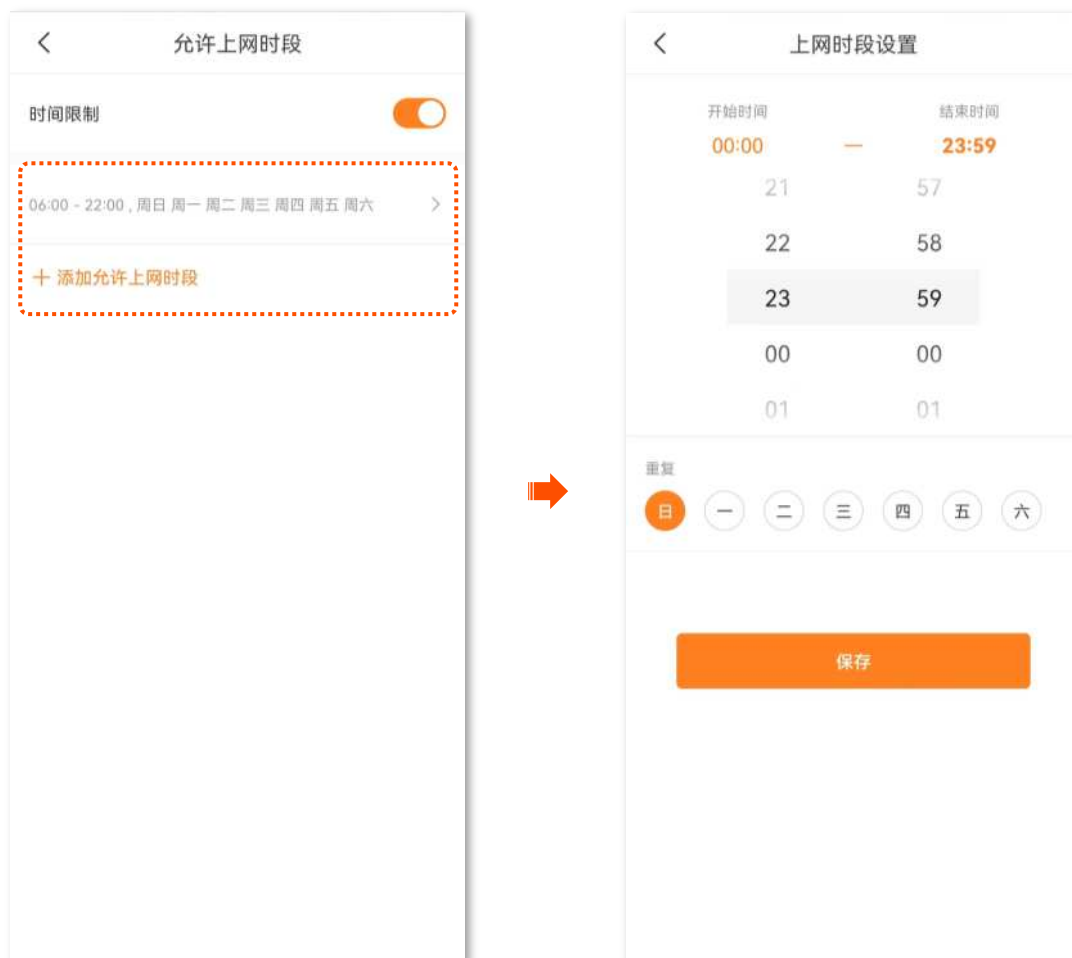 允许上网时段
时间限制
06:00 - 22:00 , 周日 周一 周二 周三 周四 周五 周六
添加允许上网时段
上网时段设置
开始时间 结束时间
00:00 — 23:59
21 57
22 58
23 59
00 00
01 01
重复
日 一 二 三 四 五 六
保存